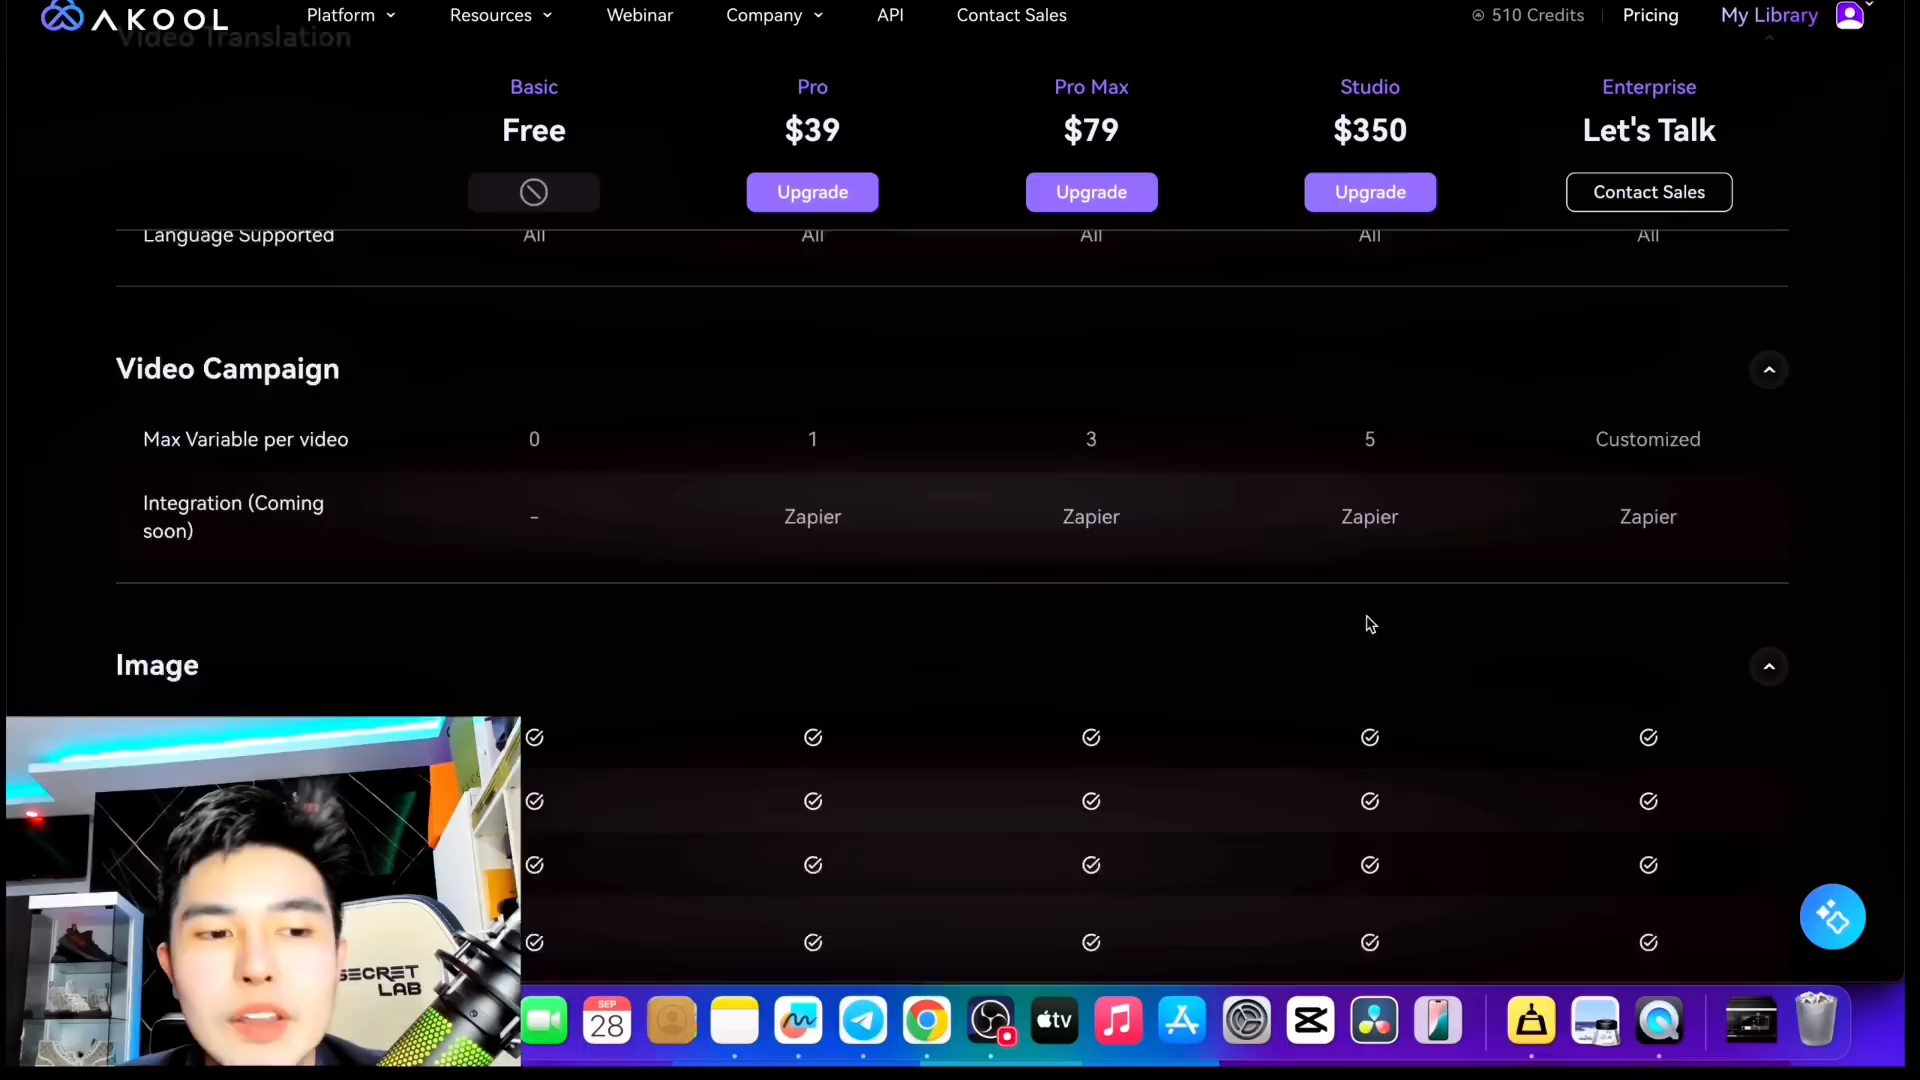 AKOOL
Platform
Resources
Webinar
Company
API
Contact Sales
510 Credits
Pricing
My Library
Video Translation
Basic
Pro
Pro Max
Studio
Enterprise
Free
$39
$79
$350
Let's Talk
Upgrade
Upgrade
Upgrade
Contact Sales
Language Supported
All
All
All
All
All
Video Campaign
Max Variable per video
0
1
3
5
Customized
Integration (Coming
soon)
-
Zapier
Zapier
Zapier
Zapier
Image
SECRET
LAB
SEP
28
tv